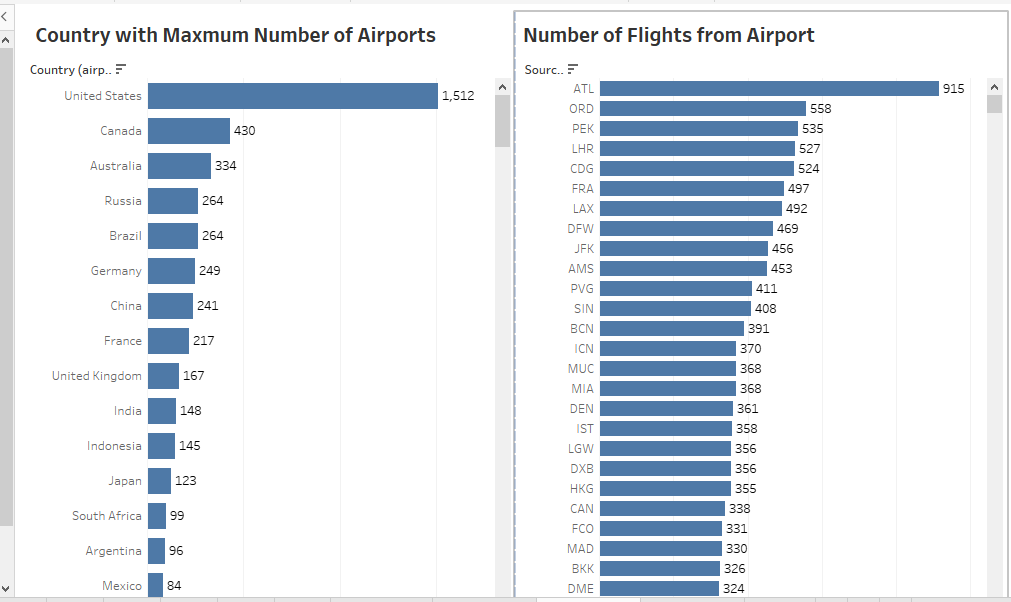 Country with Maxmum Number of Airports
Country (airp..
United States 1,512
Canada 430
Australia 334
Russia 264
Brazil 264
Germany 249
China 241
France 217
United Kingdom 167
India 148
Indonesia 145
Japan 123
South Africa 99
Argentina 96
Mexico 84
Number of Flights from Airport
Sourc..
ATL 915
ORD 558
PEK 535
LHR 527
CDG 524
FRA 497
LAX 492
DFW 469
JFK 456
AMS 453
PVG 411
SIN 408
BCN 391
ICN 370
MUC 368
MIA 368
DEN 361
IST 358
LGW 356
DXB 356
HKG 355
CAN 338
FCO 331
MAD 330
BKK 326
DME 324